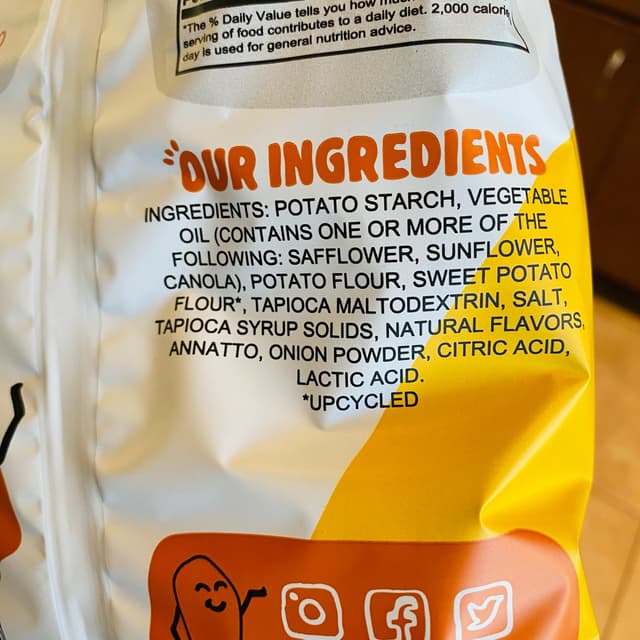 *The % Daily Value tells you how much
serving of food contributes to a daily diet. 2,000 calorie
day is used for general nutrition advice.
OUR INGREDIENTS
INGREDIENTS: POTATO STARCH, VEGETABLE
OIL (CONTAINS ONE OR MORE OF THE
FOLLOWING: SAFFLOWER, SUNFLOWER,
CANOLA), POTATO FLOUR, SWEET POTATO
FLOUR*, TAPIOCA MALTODEXTRIN, SALT,
TAPIOCA SYRUP SOLIDS, NATURAL FLAVORS,
ANNATTO, ONION POWDER, CITRIC ACID,
LACTIC ACID.
*UPCYCLED